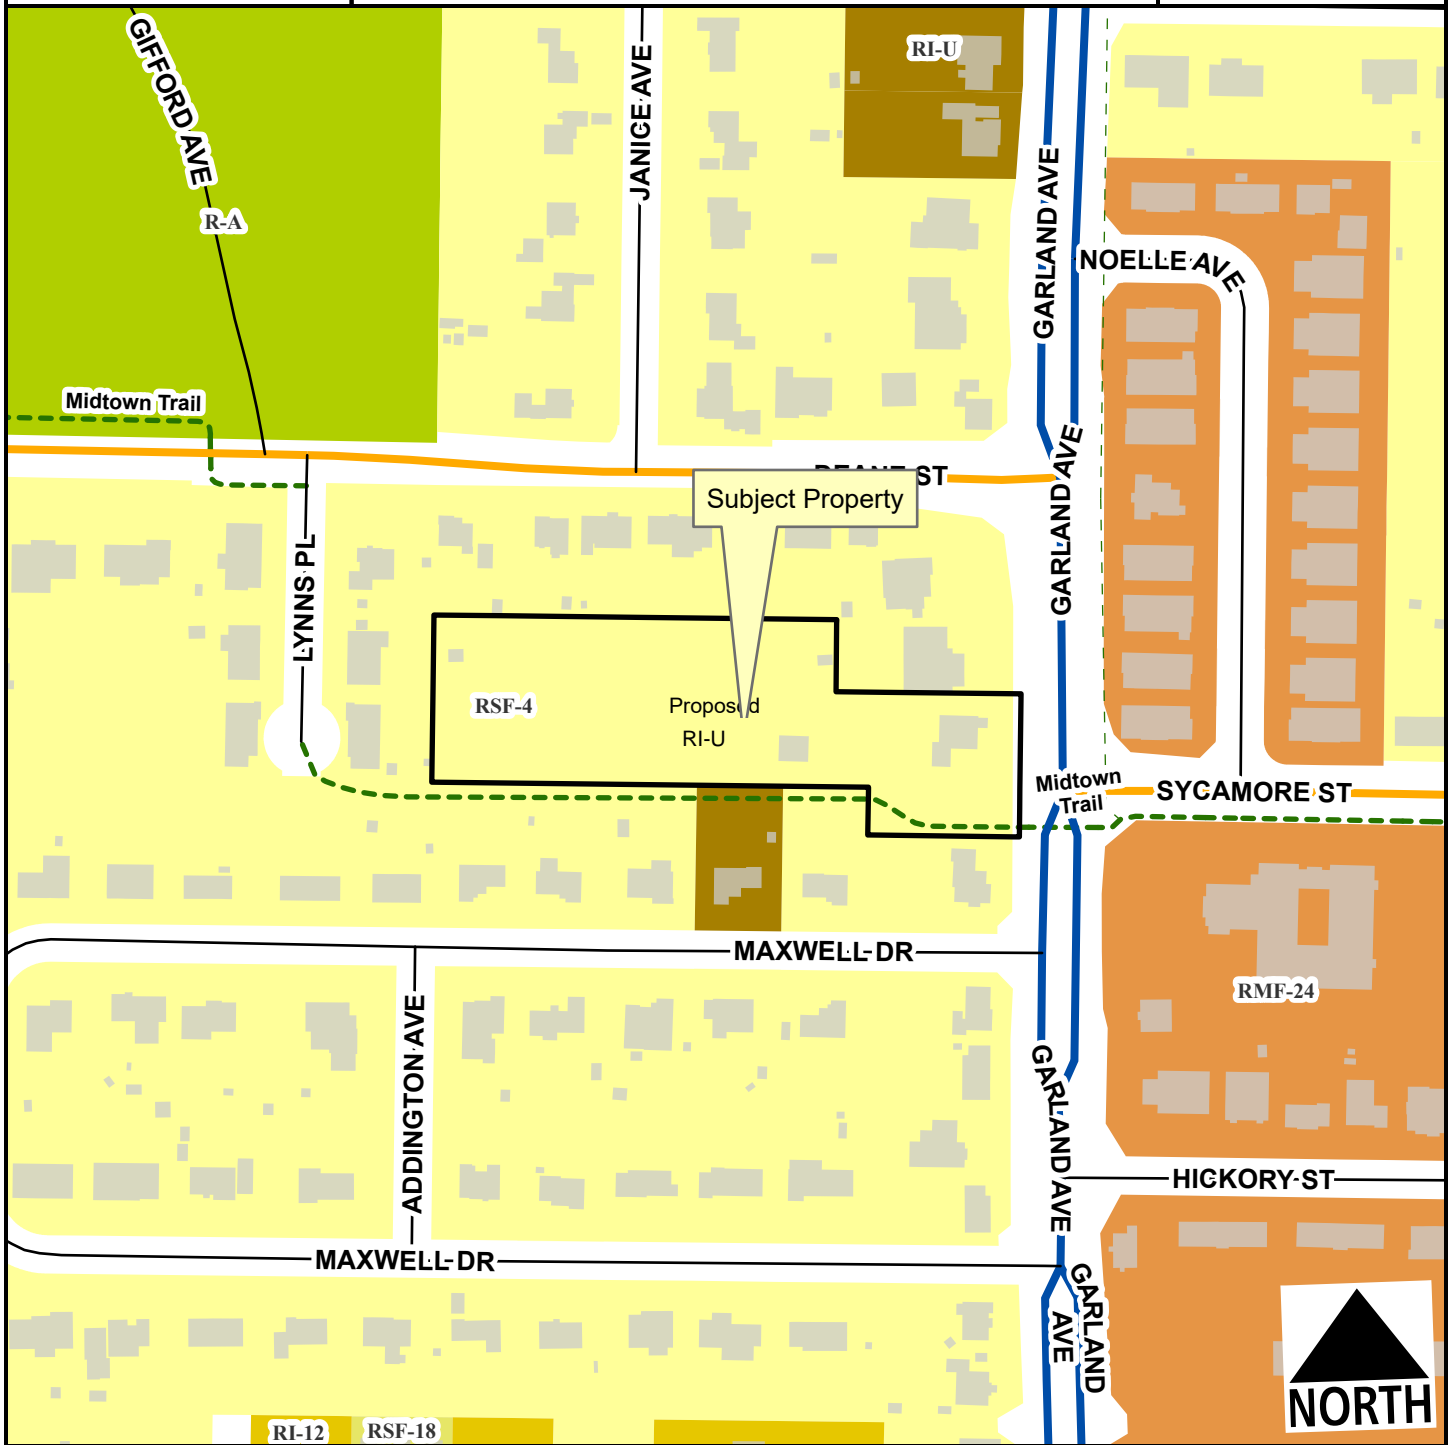 GIFFORD AVE
R-A
JANICE AVE
RI-U
GARLAND AVE
NOELLE AVE
Midtown Trail
ST
GARLAND AVE
Subject Property
LYNNS PL
RSF-4
Proposed
RI-U
Midtown
Trail
SYCAMORE ST
MAXWELL DR
RMF-24
ADDINGTON AVE
GARLAND AVE
HICKORY ST
MAXWELL DR
GARLAND
AVE
RI-12
RSF-18
NORTH